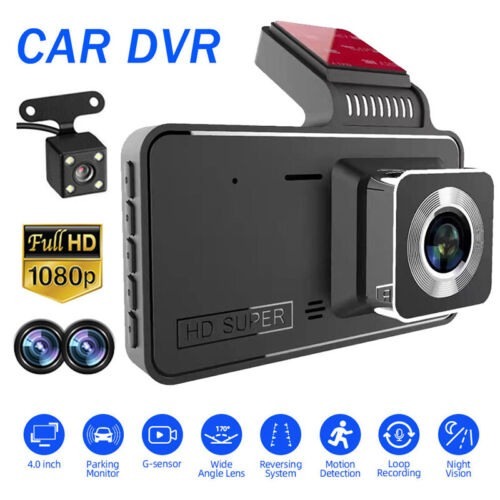 CAR DVR
Full HD
1080p
HD SUPER
4.0 inch
Parking
Monitor
G-sensor
170°
Wide
Angle Lens
Reversing
System
Motion
Detection
Loop
Recording
Night
Vision